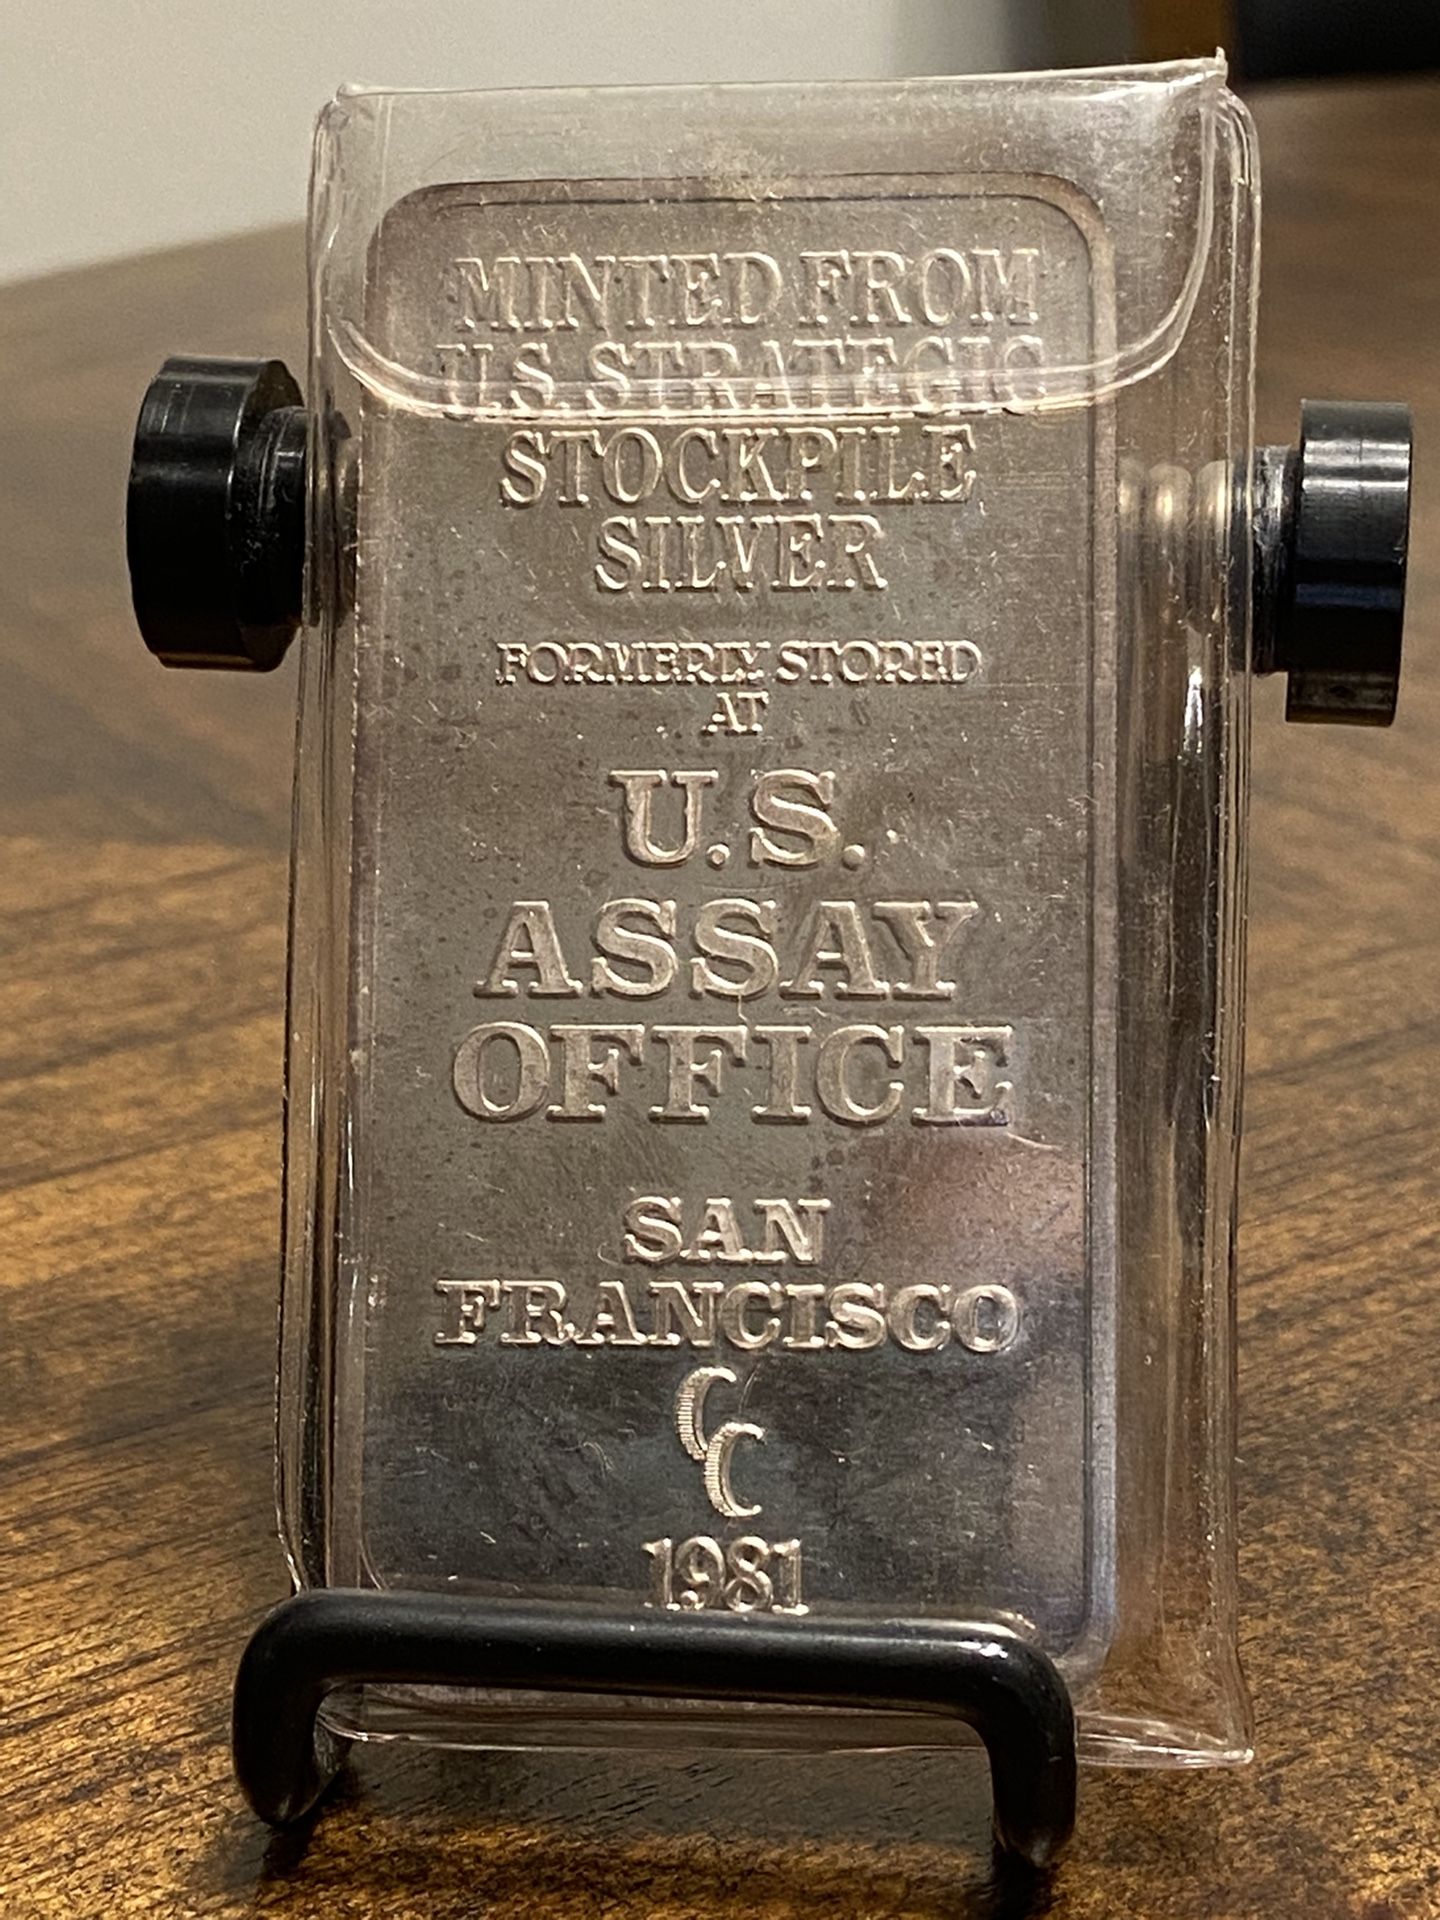 MINTED FROM
U.S. STRATEGIC
STOCKPILE
SILVER
FORMERLY STORED
AT
U.S.
ASSAY
OFFICE
SAN
FRANCISCO
CC
1981